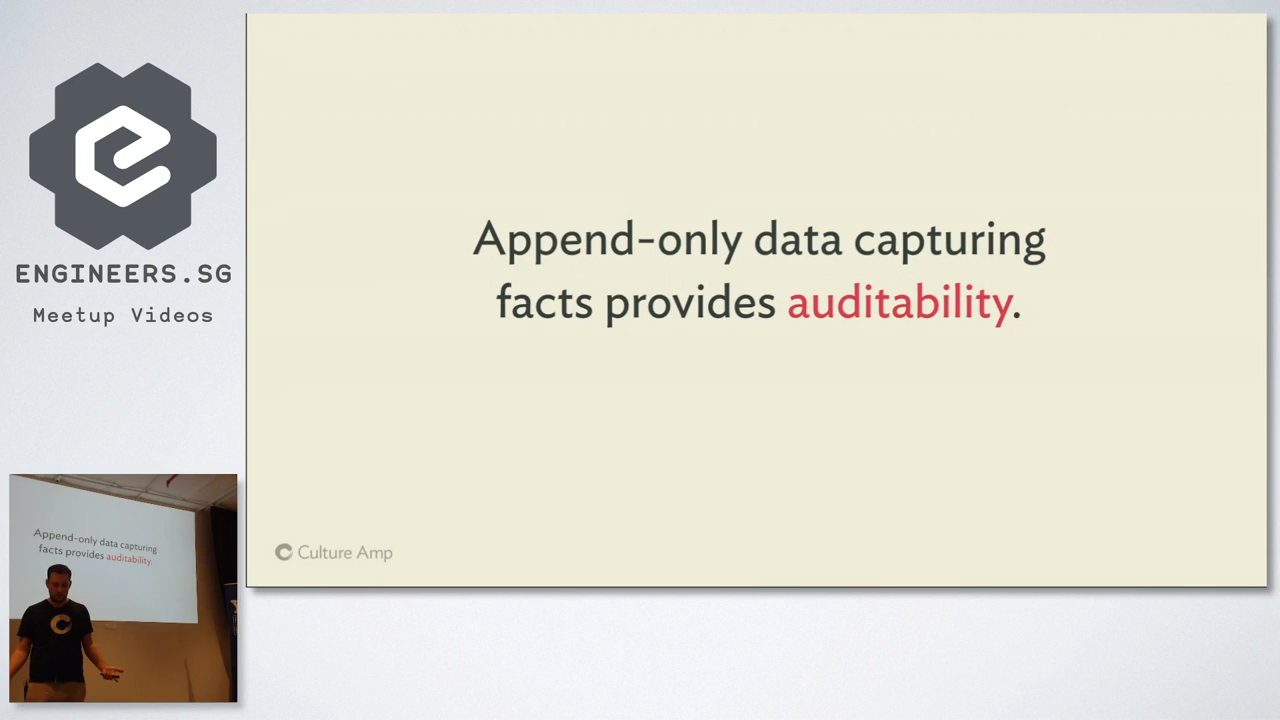 ENGINEERS.SG
Meetup Videos
Append-only data capturing
facts provides auditability.
Culture Amp
Append-only data capturing
facts provides auditability.